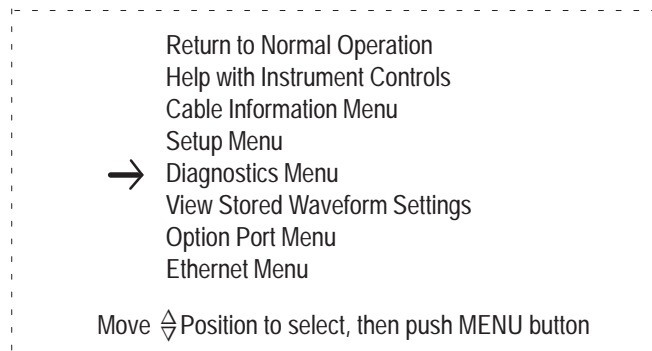 Return to Normal Operation
Help with Instrument Controls
Cable Information Menu
Setup Menu
Diagnostics Menu
View Stored Waveform Settings
Option Port Menu
Ethernet Menu
Move Position to select, then push MENU button